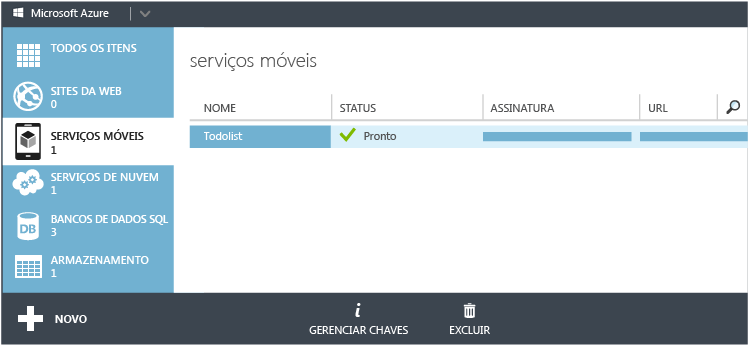 Microsoft Azure
TODOS OS ITENS
SITES DA WEB
0
SERVIÇOS MÓVEIS
1
SERVIÇOS DE NUVEM
1
DB
BANCOS DE DADOS SQL
3
ARMAZENAMENTO
1
serviços móveis
NOME STATUS ASSINATURA URL
Todolist Pronto
NOVO
GERENCIAR CHAVES
EXCLUIR